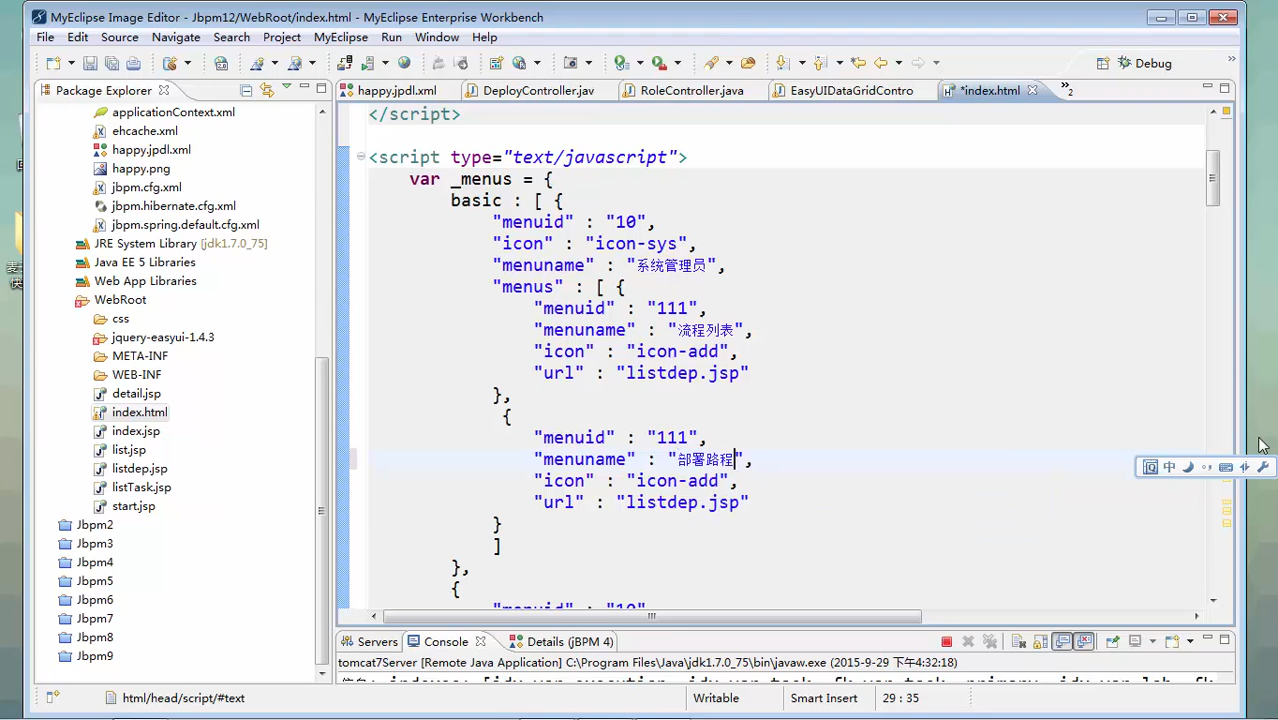 MyEclipse Image Editor - Jbpm12/WebRoot/index.html - MyEclipse Enterprise Workbench
File Edit Source Navigate Search Project MyEclipse Run Window Help
Debug
Package Explorer
happy.jpdl.xml DeployController.jav RoleController.java EasyUIDataGridContro *index.html »2
applicationContext.xml
ehcache.xml
happy.jpdl.xml
happy.png
jbpm.cfg.xml
jbpm.hibernate.cfg.xml
jbpm.spring.default.cfg.xml
JRE System Library [jdk1.7.0_75]
Java EE 5 Libraries
Web App Libraries
WebRoot
css
jquery-easyui-1.4.3
META-INF
WEB-INF
detail.jsp
index.html
index.jsp
list.jsp
listdep.jsp
listTask.jsp
start.jsp
Jbpm2
Jbpm3
Jbpm4
Jbpm5
Jbpm6
Jbpm7
Jbpm8
Jbpm9
</script>
<script type="text/javascript">
var _menus = {
basic : [ {
"menuid" : "10",
"icon" : "icon-sys",
"menuname" : "系统管理员",
"menus" : [ {
"menuid" : "111",
"menuname" : "流程列表",
"icon" : "icon-add",
"url" : "listdep.jsp"
},
{
"menuid" : "111",
"menuname" : "部署路程",
"icon" : "icon-add",
"url" : "listdep.jsp"
}
]
},
{
"menuid" : "10"
中
Servers Console Details (jBPM 4)
tomcat7Server [Remote Java Application] C:\Program Files\Java\jdk1.7.0_75\bin\javaw.exe (2015-9-29 下午4:32:18)
html/head/script/#text Writable Smart Insert 29 : 35